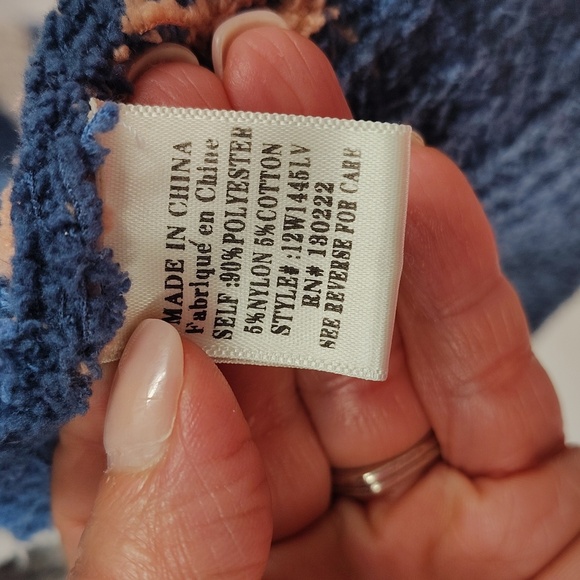 MADE IN CHINA
Fabriqué en Chine
SELF :90%POLYESTER
5%NYLON 5%COTTON
STYLE# :12W1445LV
RN# 130222
SEE REVERSE FOR CARE